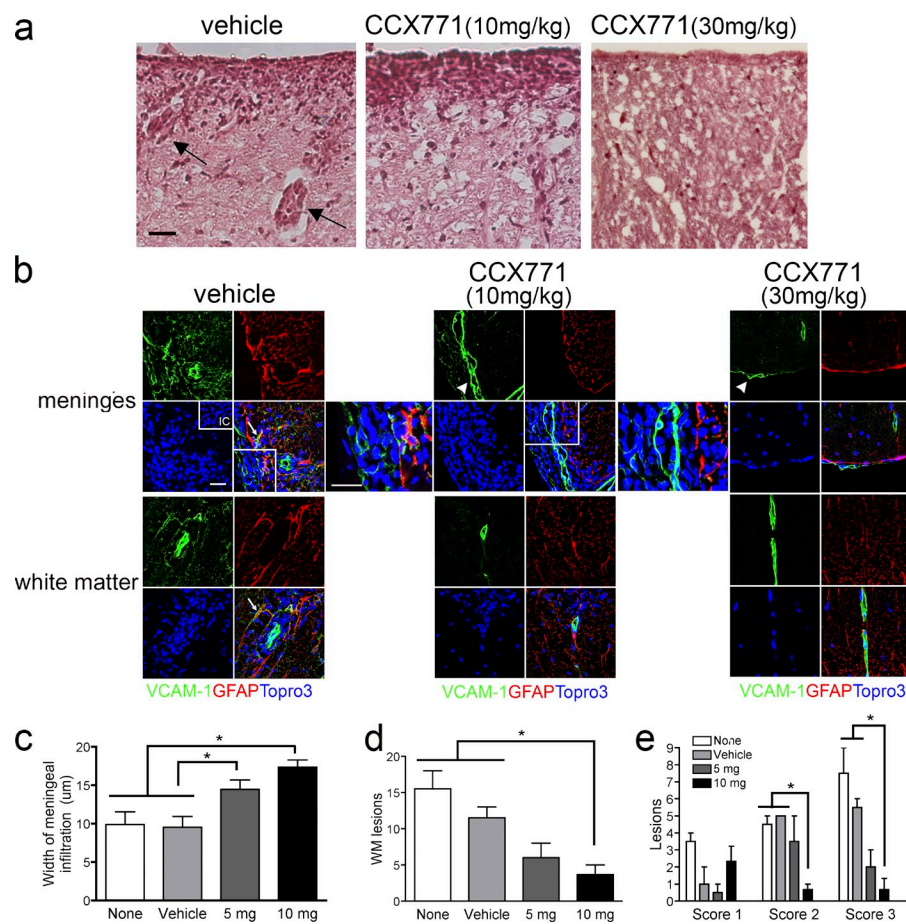 a
vehicle
CCX771(10mg/kg)
CCX771(30mg/kg)
b
vehicle
CCX771
(10mg/kg)
CCX771
(30mg/kg)
meninges
IC
white matter
VCAM-1GFAPTopro3
VCAM-1GFAPTopro3
VCAM-1GFAPTopro3
c
Width of meningeal
infiltration (um)
20
15
10
5
0
*
*
None Vehicle 5 mg 10 mg
d
WM lesions
20
15
10
5
0
*
None Vehicle 5 mg 10 mg
e
None
Vehicle
5 mg
10 mg
Lesions
9
8
7
6
5
4
3
2
1
0
*
*
Score 1 Score 2 Score 3